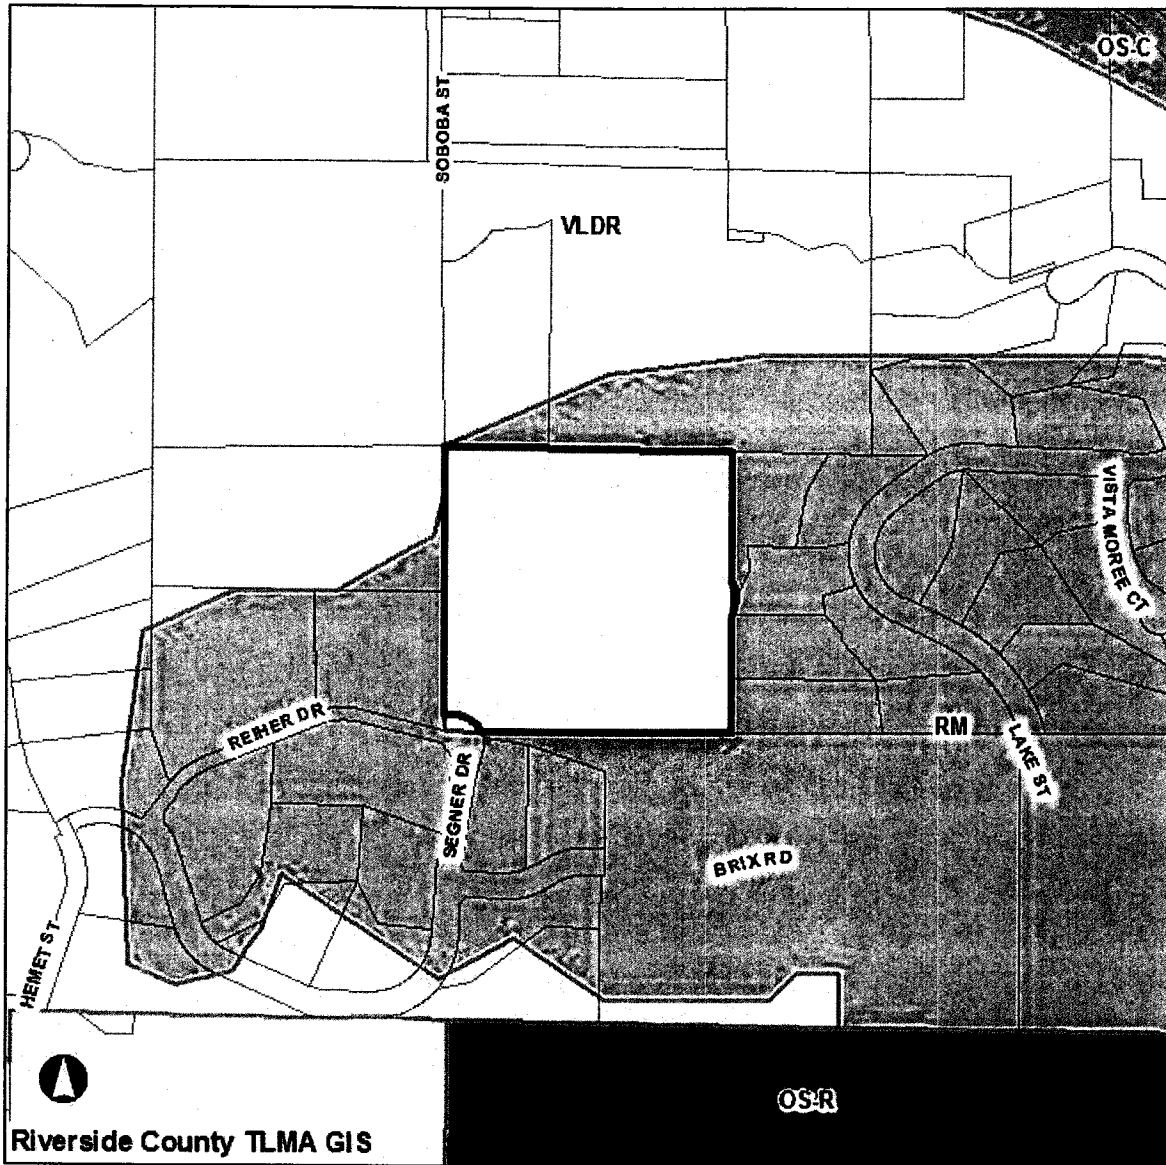 OS-C
SOBOBA ST
VLDR
VISTA MOREE CT
REIHER DR
RM
LAKE ST
SEGNER DR
BRIX RD
HEMET ST
OS-R
Riverside County TLMA GIS